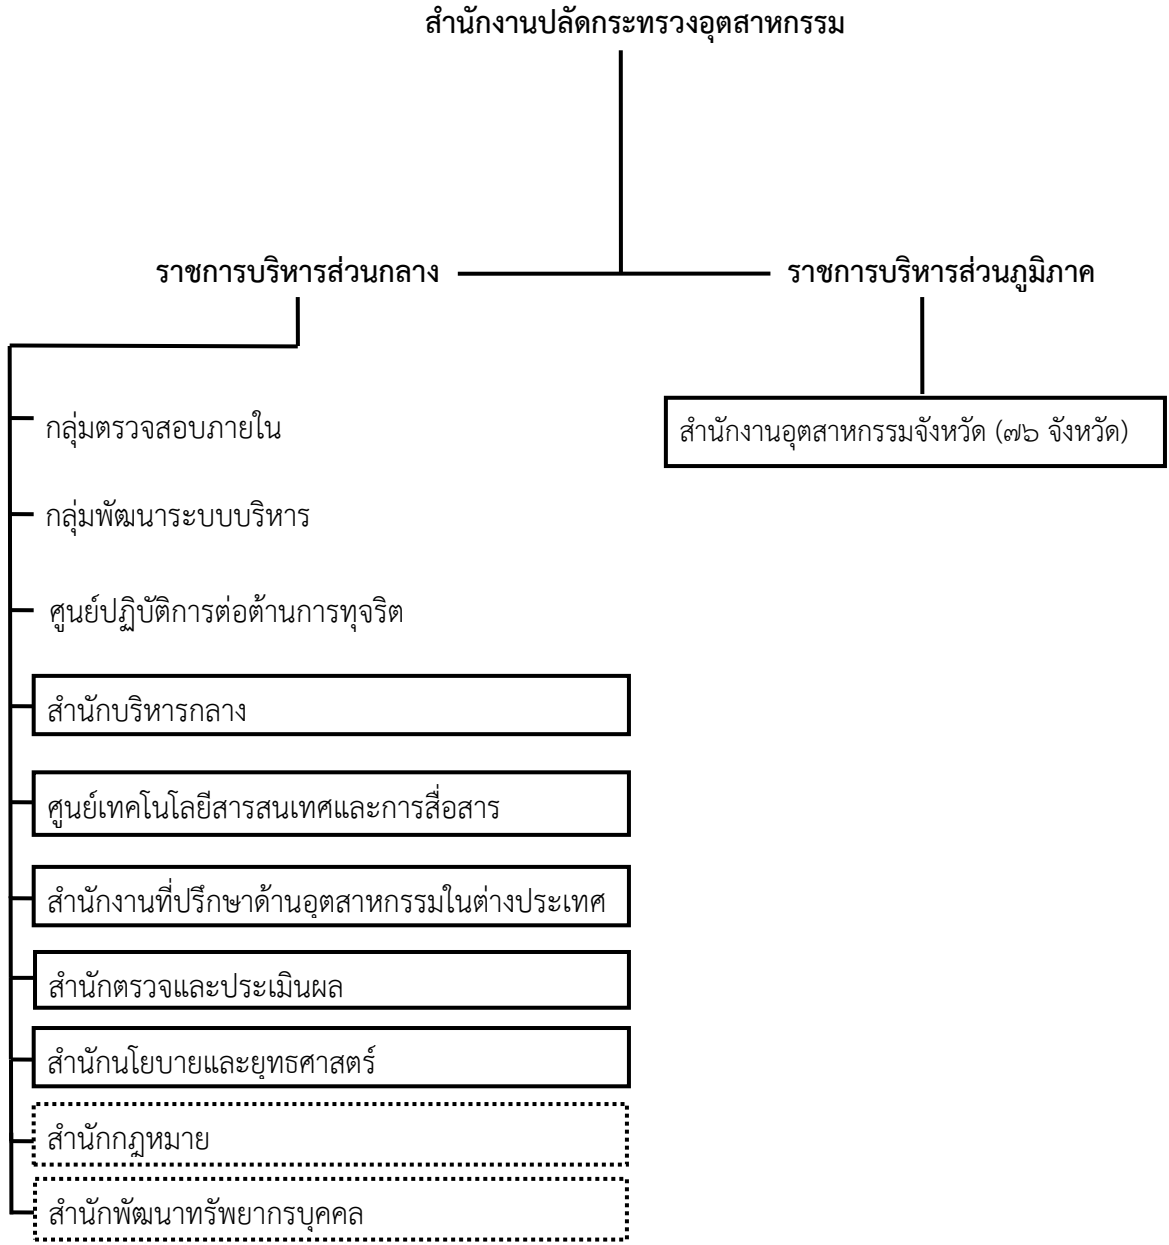 สำนักงานปลัดกระทรวงอุตสาหกรรม
ราชการบริหารส่วนกลาง
ราชการบริหารส่วนภูมิภาค
กลุ่มตรวจสอบภายใน
สำนักงานอุตสาหกรรมจังหวัด (๗๖ จังหวัด)
กลุ่มพัฒนาระบบบริหาร
ศูนย์ปฏิบัติการต่อต้านการทุจริต
สำนักบริหารกลาง
ศูนย์เทคโนโลยีสารสนเทศและการสื่อสาร
สำนักงานที่ปรึกษาด้านอุตสาหกรรมในต่างประเทศ
สำนักตรวจและประเมินผล
สำนักนโยบายและยุทธศาสตร์
สำนักกฎหมาย
สำนักพัฒนาทรัพยากรบุคคล